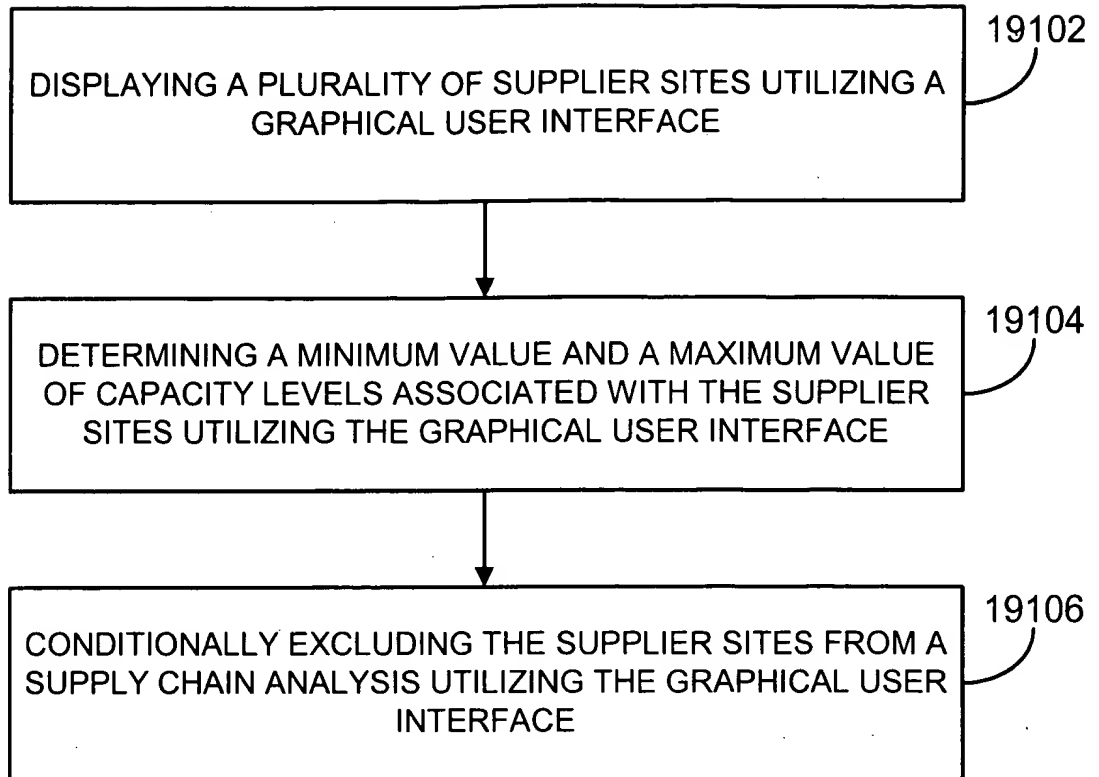 19102
DISPLAYING A PLURALITY OF SUPPLIER SITES UTILIZING A
GRAPHICAL USER INTERFACE
19104
DETERMINING A MINIMUM VALUE AND A MAXIMUM VALUE
OF CAPACITY LEVELS ASSOCIATED WITH THE SUPPLIER
SITES UTILIZING THE GRAPHICAL USER INTERFACE
19106
CONDITIONALLY EXCLUDING THE SUPPLIER SITES FROM A
SUPPLY CHAIN ANALYSIS UTILIZING THE GRAPHICAL USER
INTERFACE